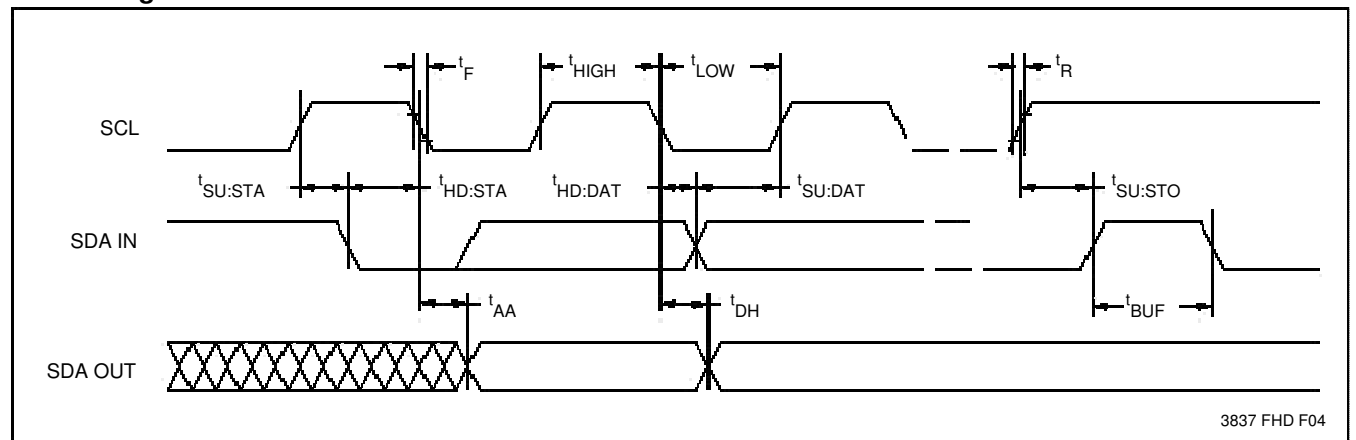 tF tHIGH tLOW tR
SCL
tSU:STA tHD:STA tHD:DAT tSU:DAT tSU:STO
SDA IN
tAA tDH tBUF
SDA OUT
3837 FHD F04